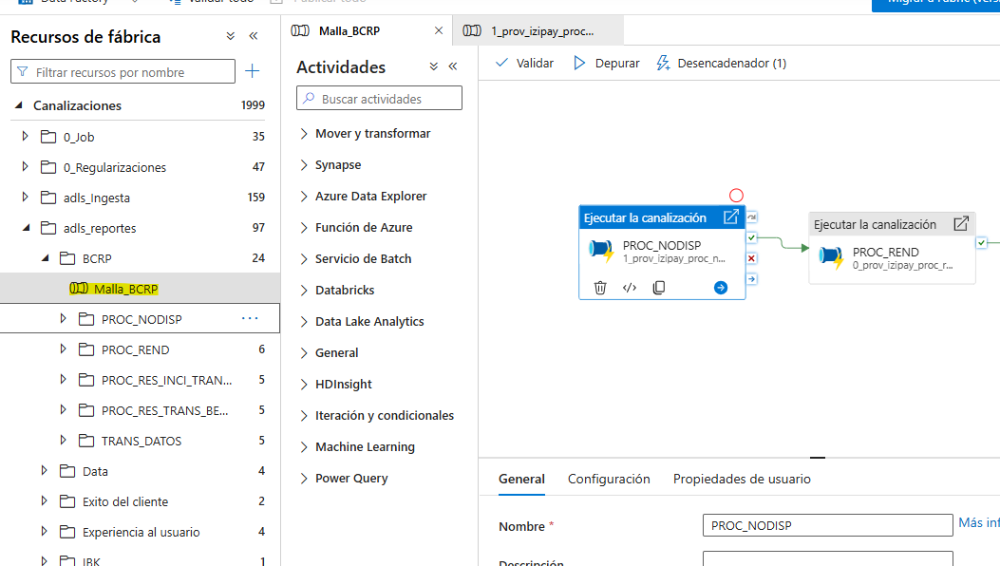 Data Factory
Validar todo
Publicar todo
Recursos de fábrica
Filtrar recursos por nombre
Canalizaciones 1999
0_Job 35
0_Regularizaciones 47
adls_Ingesta 159
adls_reportes 97
BCRP 24
Malla_BCRP
PROC_NODISP ...
PROC_REND 6
PROC_RES_INCI_TRAN... 5
PROC_RES_TRANS_BE... 5
TRANS_DATOS 5
Data 4
Exito del cliente 2
Experiencia al usuario 4
IBK 1
Malla_BCRP
1_prov_izipay_proc...
Actividades
Buscar actividades
Mover y transformar
Synapse
Azure Data Explorer
Función de Azure
Servicio de Batch
Databricks
Data Lake Analytics
General
HDInsight
Iteración y condicionales
Machine Learning
Power Query
Validar
Depurar
Desencadenador (1)
Ejecutar la canalización
PROC_NODISP
1_prov_izipay_proc_n...
Ejecutar la canalización
PROC_REND
0_prov_izipay_proc_r...
General
Configuración
Propiedades de usuario
Nombre *
PROC_NODISP
Más inf
Descripción